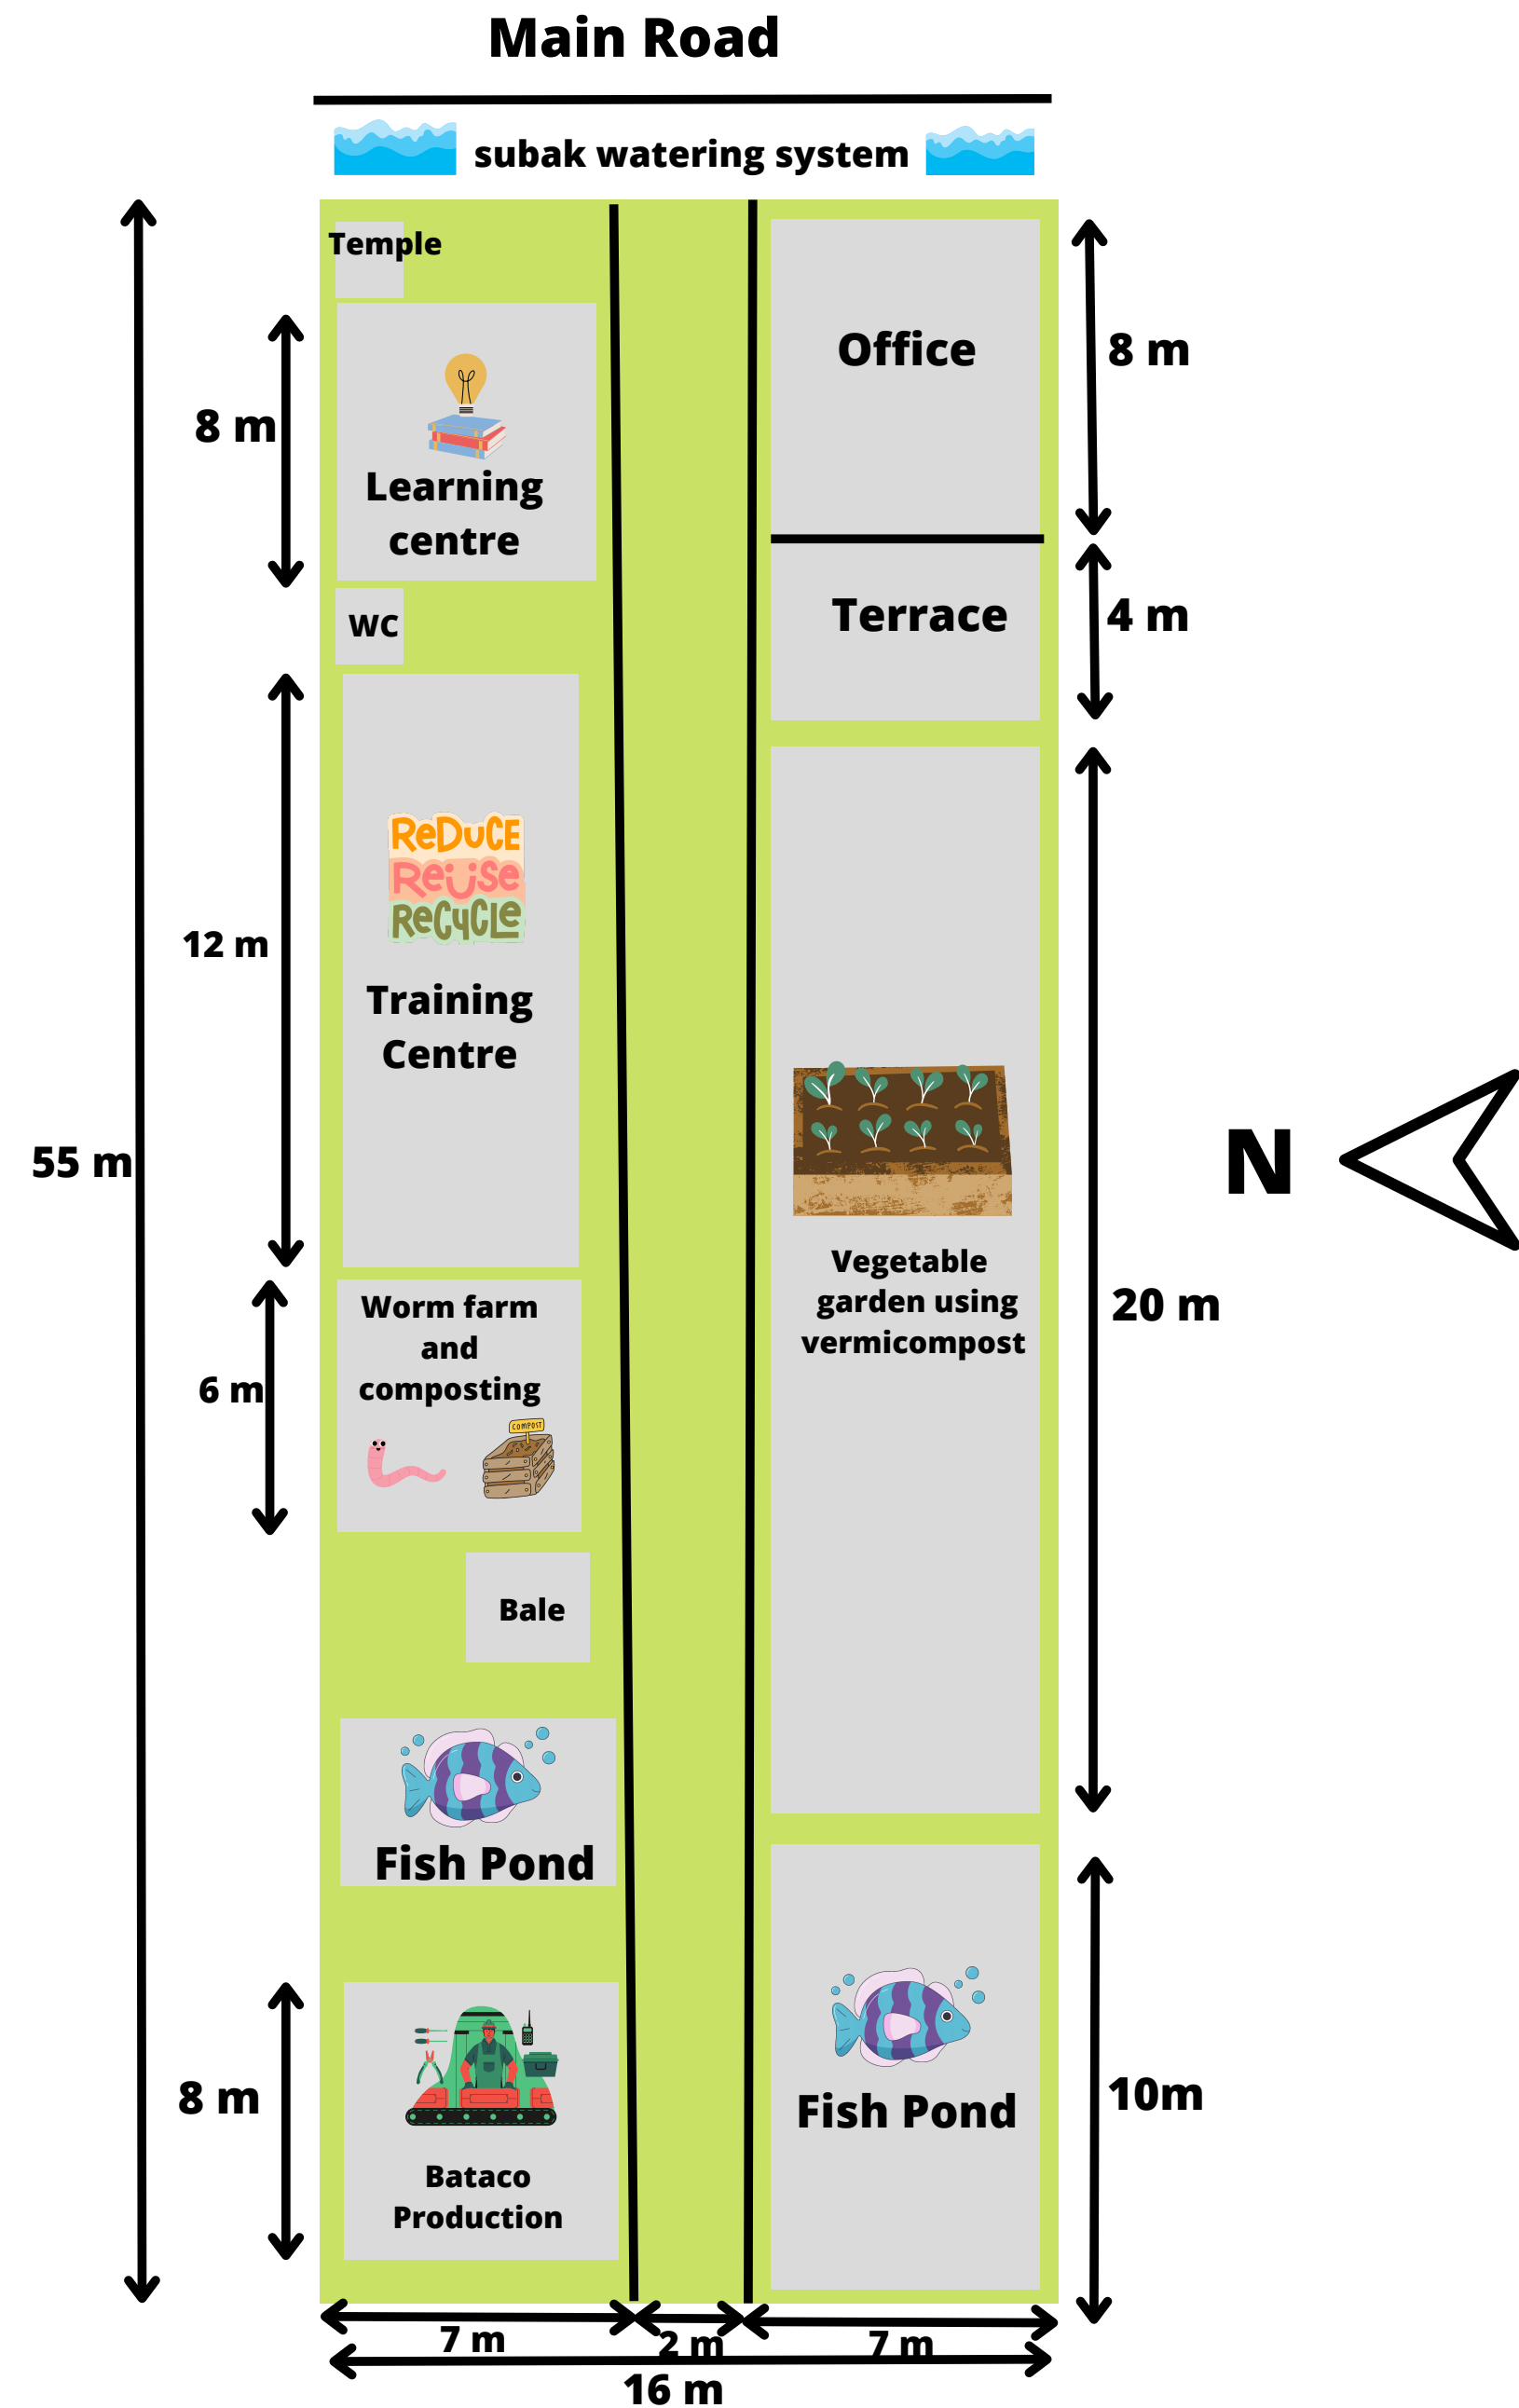 Main Road
subak watering system
Temple
Office
8 m
8 m
Learning
centre
WC
Terrace
4 m
REDUCE
REUSE
RECYCLE
12 m
Training
Centre
55 m
N
Vegetable
garden using
vermicompost
20 m
Worm farm
and
composting
6 m
COMPOST
Bale
Fish Pond
8 m
Bataco
Production
Fish Pond
10m
7 m
2 m
7 m
16 m